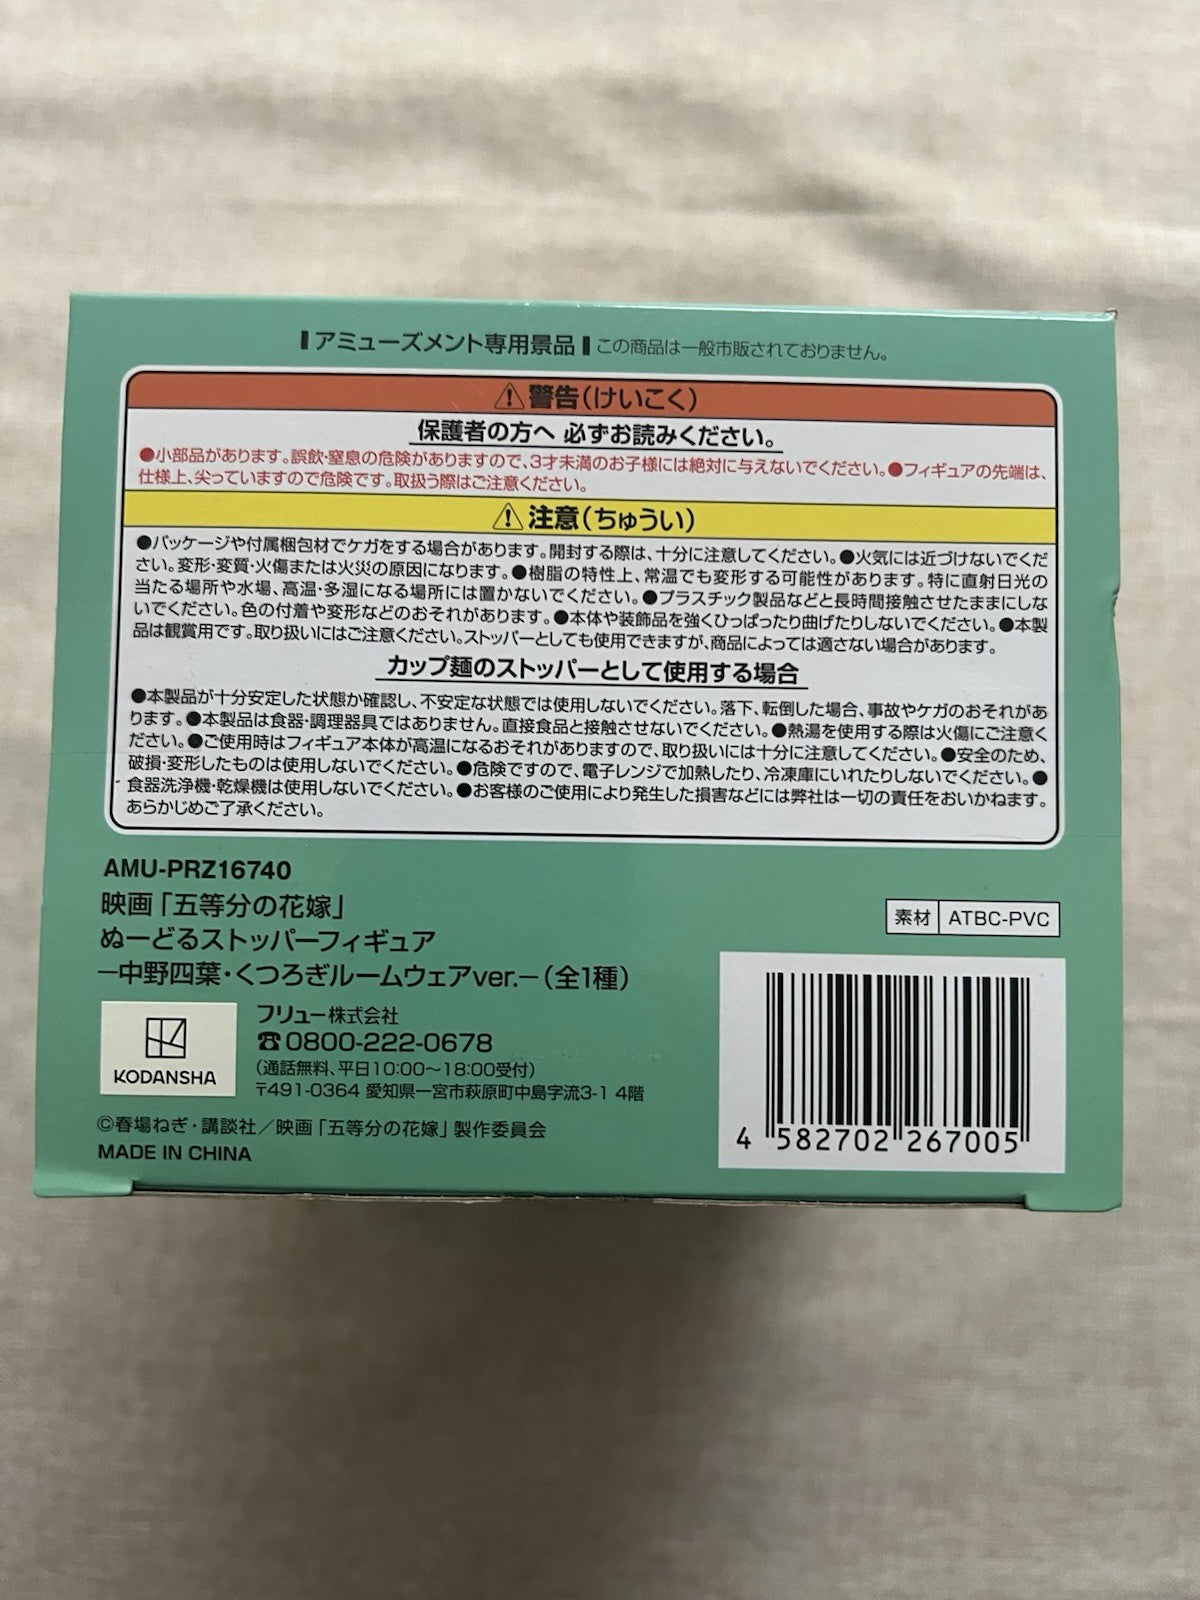 アミューズメント専用景品 この商品は一般市販されておりません。
⚠警告(けいこく)
保護者の方へ 必ずお読みください。
●小部品があります。誤飲・窒息の危険がありますので、3才未満のお子様には絶対に与えないでください。●フィギュアの先端は、
仕様上、尖っていますので危険です。取扱う際はご注意ください。
⚠注意(ちゅうい)
●パッケージや付属梱包材でケガをする場合があります。開封する際は、十分に注意してください。●火気には近づけないでくだ
さい。変形・変質・火傷または火災の原因になります。●樹脂の特性上、常温でも変形する可能性があります。特に直射日光の
当たる場所や水場、高温・多湿になる場所には置かないでください。●プラスチック製品などと長時間接触させたままにしな
いでください。色の付着や変形などのおそれがあります。●本体や装飾品を強くひっぱったり曲げたりしないでください。●本製
品は観賞用です。取り扱いにはご注意ください。ストッパーとしても使用できますが、商品によっては適さない場合があります。
カップ麺のストッパーとして使用する場合
●本製品が十分安定した状態か確認し、不安定な状態では使用しないでください。落下、転倒した場合、事故やケガのおそれがあ
ります。●本製品は食器・調理器具ではありません。直接食品と接触させないでください。●熱湯を使用する際は火傷にご注意く
ださい。●ご使用時はフィギュア本体が高温になるおそれがありますので、取り扱いには十分に注意してください。●安全のため、
破損・変形したものは使用しないでください。●危険ですので、電子レンジで加熱したり、冷凍庫にいれたりしないでください。●
食器洗浄機・乾燥機は使用しないでください。●お客様のご使用により発生した損害などには弊社は一切の責任をおいかねます。
あらかじめご了承ください。
AMU-PRZ16740
映画「五等分の花嫁」
ぬーどるストッパーフィギュア
－中野四葉・くつろぎルームウェアver.－(全1種)
素材 ATBC-PVC
KODANSHA
フリュー株式会社
☎0800-222-0678
(通話無料、平日10:00～18:00受付)
〒491-0364 愛知県一宮市萩原町中島字流3-1 4階
©春場ねぎ・講談社／映画「五等分の花嫁」製作委員会
MADE IN CHINA
4 582702 267005